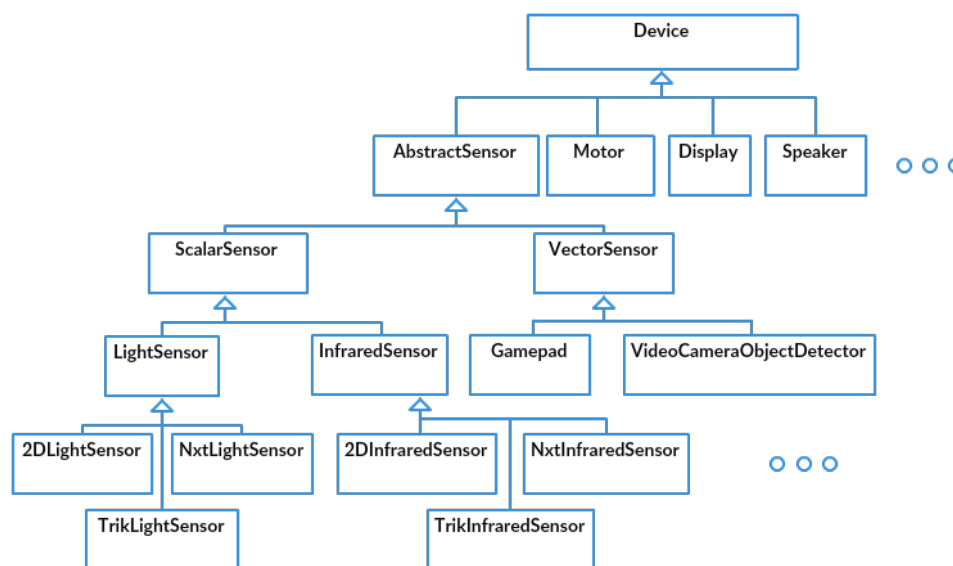 Device
AbstractSensor
Motor
Display
Speaker
ScalarSensor
VectorSensor
LightSensor
InfraredSensor
Gamepad
VideoCameraObjectDetector
2DLightSensor
NxtLightSensor
2DInfraredSensor
NxtInfraredSensor
TrikLightSensor
TrikInfraredSensor